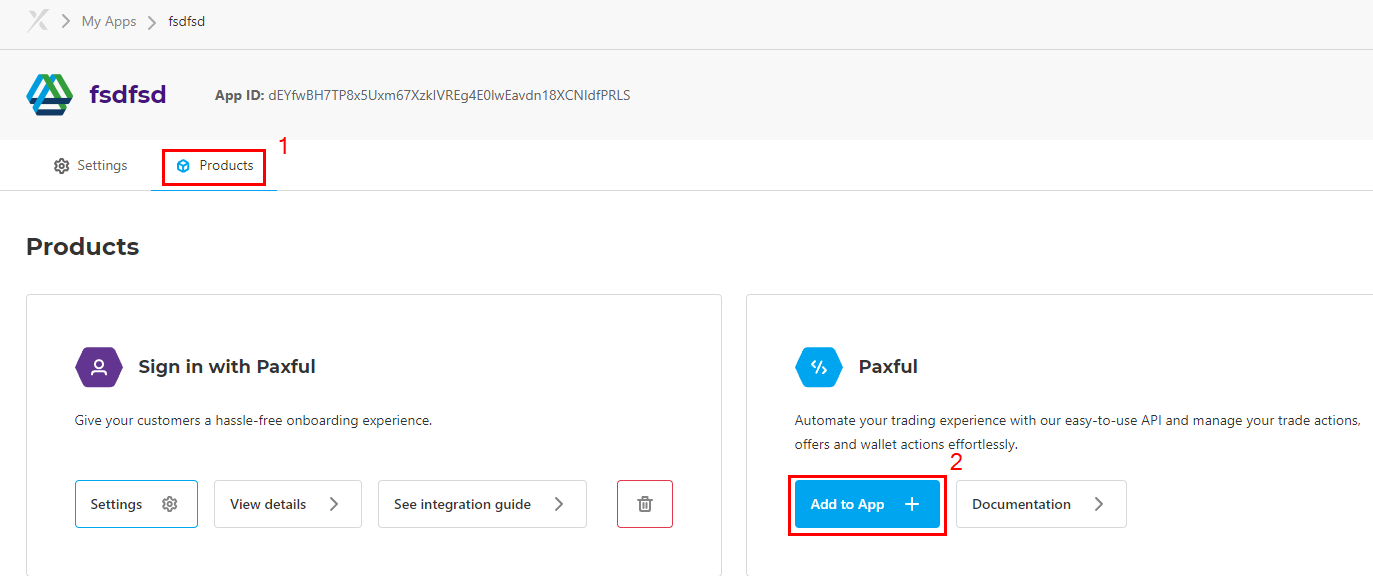 My Apps
fsdfsd
fsdfsd
App ID: dEYfwBH7TP8x5Uxm67XzkIVREg4E0IwEavdn18XCNIdfPRLS
1
Settings
Products
Products
Sign in with Paxful
Give your customers a hassle-free onboarding experience.
Settings
View details
See integration guide
Paxful
Automate your trading experience with our easy-to-use API and manage your trade actions,
offers and wallet actions effortlessly.
2
Add to App
Documentation